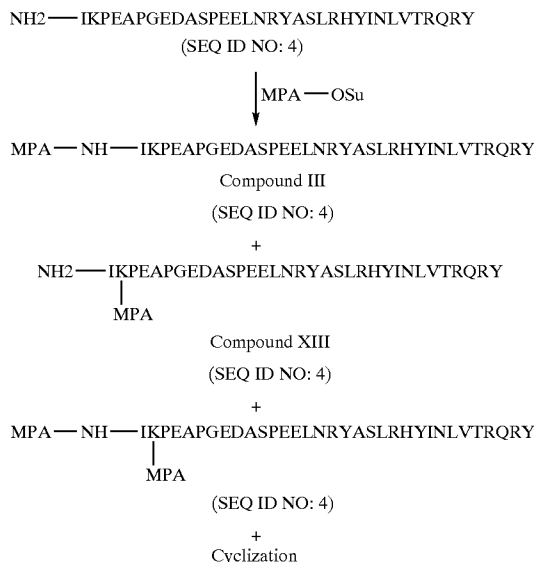 NH2—IKPEAPGEDASPEELNRYASLRHYINLVTRQRY
(SEQ ID NO: 4)
MPA—OSu
MPA—NH—IKPEAPGEDASPEELNRYASLRHYINLVTRQRY
Compound III
(SEQ ID NO: 4)
+
NH2—IKPEAPGEDASPEELNRYASLRHYINLVTRQRY
MPA
Compound XIII
(SEQ ID NO: 4)
+
MPA—NH—IKPEAPGEDASPEELNRYASLRHYINLVTRQRY
MPA
(SEQ ID NO: 4)
+
Cyclization